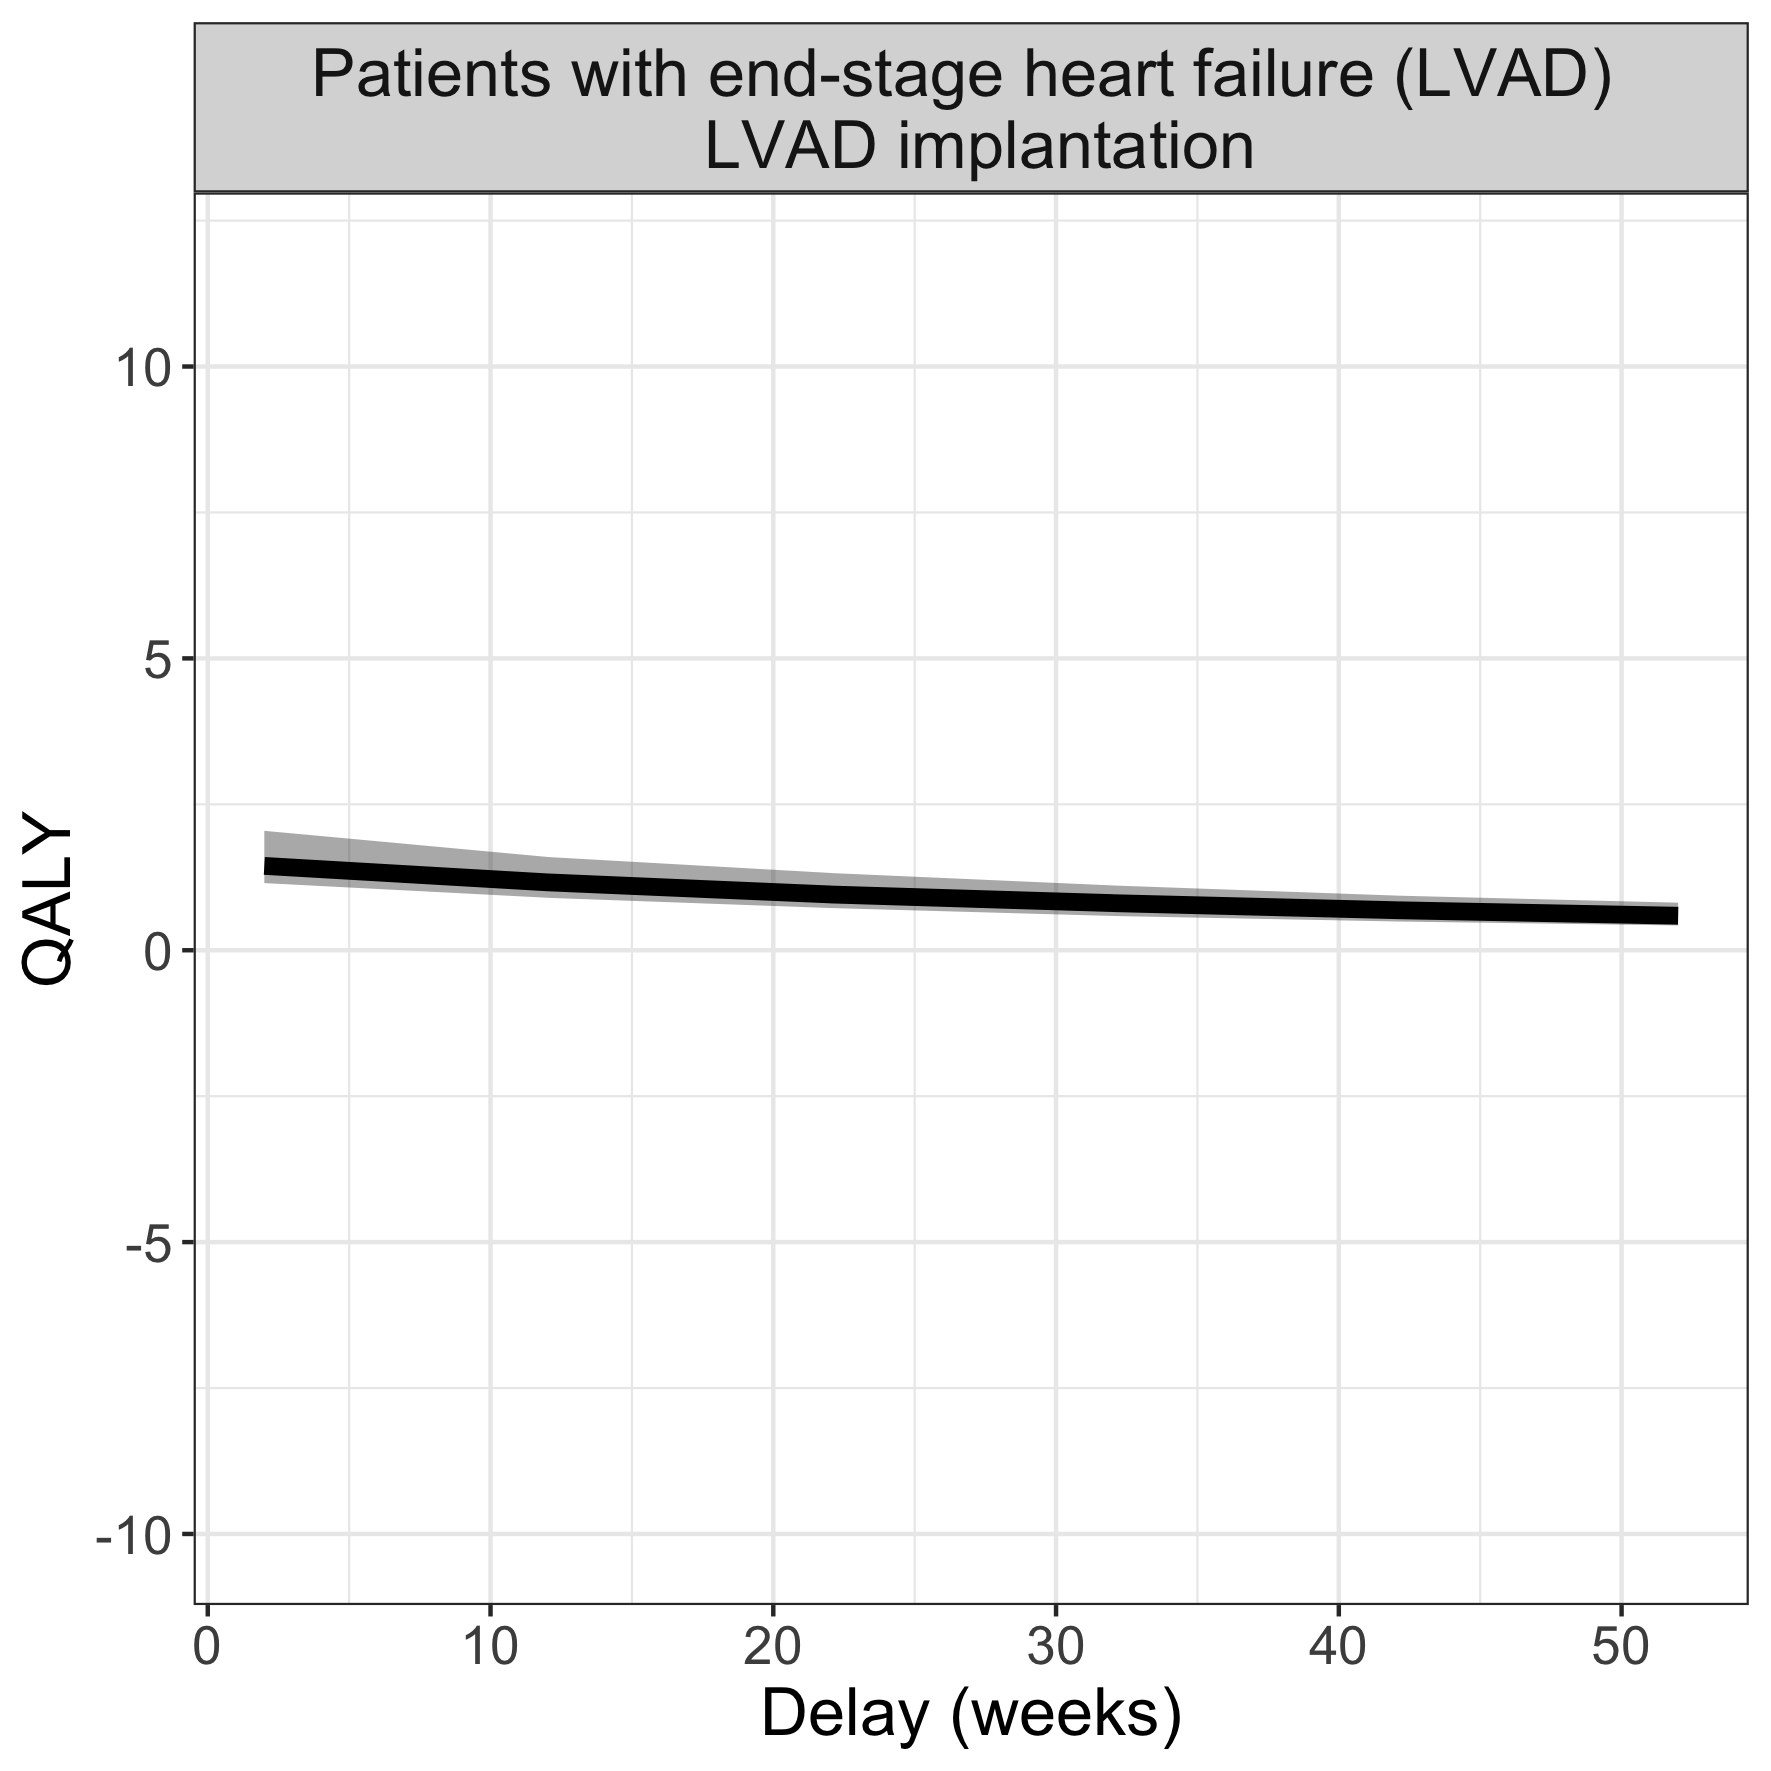 Patients with end-stage heart failure (LVAD)
LVAD implantation
10
5
0
-5
-10
QALY
0 10 20 30 40 50
Delay (weeks)